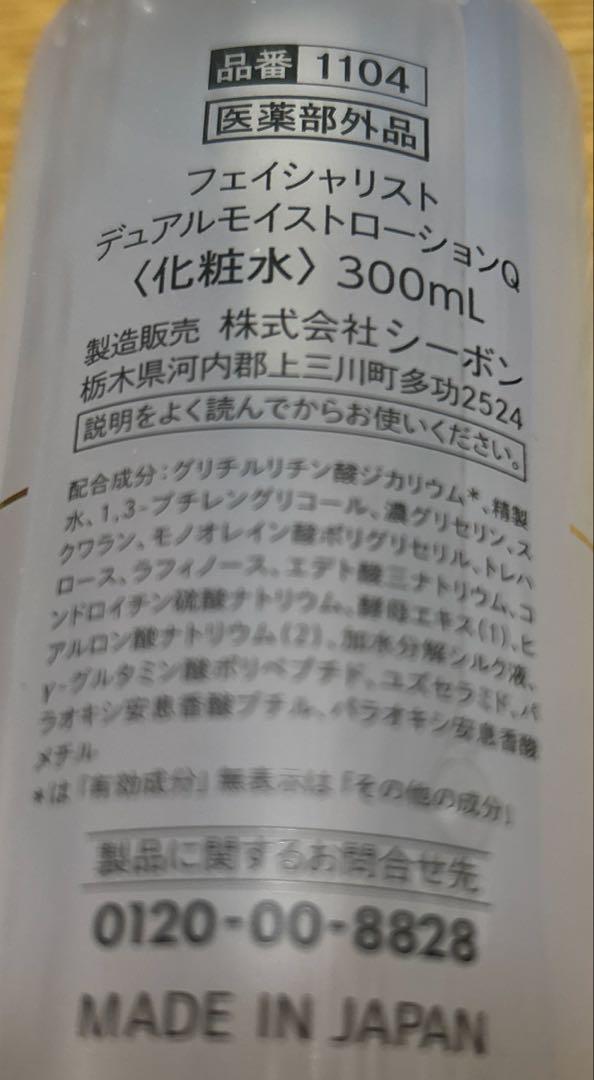 品番 1104
医薬部外品
フェイシャリスト
デュアルモイストローションQ
〈化粧水〉300mL
製造販売 株式会社シーボン
栃木県河内郡上三川町多功2524
説明をよく読んでからお使いください。
配合成分:グリチルリチン酸ジカリウム*、精製
水、1,3-ブチレングリコール、濃グリセリン、ス
クワラン、モノオレイン酸ポリグリセリル、トレハ
ロース、ラフィノース、エデト酸三ナトリウム、コ
ンドロイチン硫酸ナトリウム、酵母エキス(1)、ヒ
アルロン酸ナトリウム(2)、加水分解シルク液、
γ-グルタミン酸ポリペプチド、ユズセラミド、パ
ラオキシ安息香酸ブチル、パラオキシ安息香酸
メチル
*は「有効成分」無表示は「その他の成分」
製品に関するお問合せ先
0120-00-8828
MADE IN JAPAN